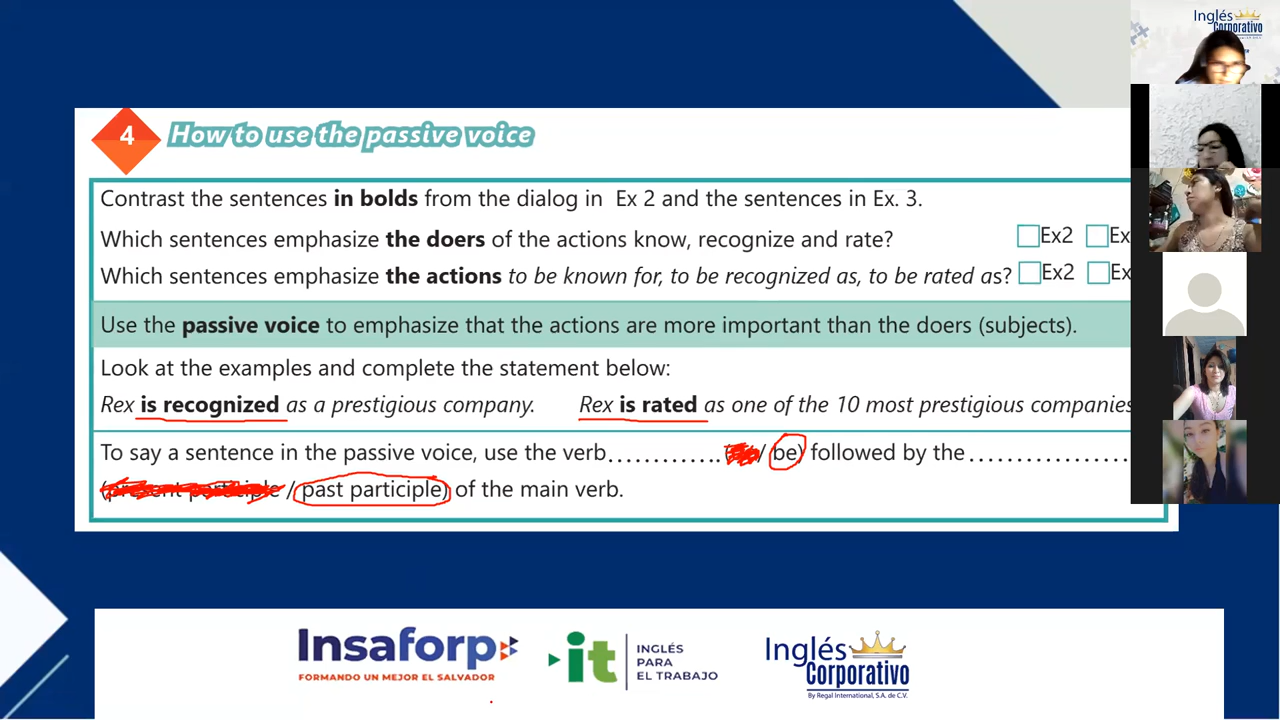 Inglés
Corporativo
4
How to use the passive voice
Contrast the sentences in bolds from the dialog in Ex 2 and the sentences in Ex. 3.
Which sentences emphasize the doers of the actions know, recognize and rate? Ex2 Ex
Which sentences emphasize the actions to be known for, to be recognized as, to be rated as? Ex2 Ex
Use the passive voice to emphasize that the actions are more important than the doers (subjects).
Look at the examples and complete the statement below:
Rex is recognized as a prestigious company. Rex is rated as one of the 10 most prestigious companies
To say a sentence in the passive voice, use the verb............. / be) followed by the ................
(present participle / past participle) of the main verb.
Insaforp
FORMANDO UN MEJOR EL SALVADOR
it
INGLÉS
PARA
EL TRABAJO
Inglés
Corporativo
By Regal International, S.A. de C.V.